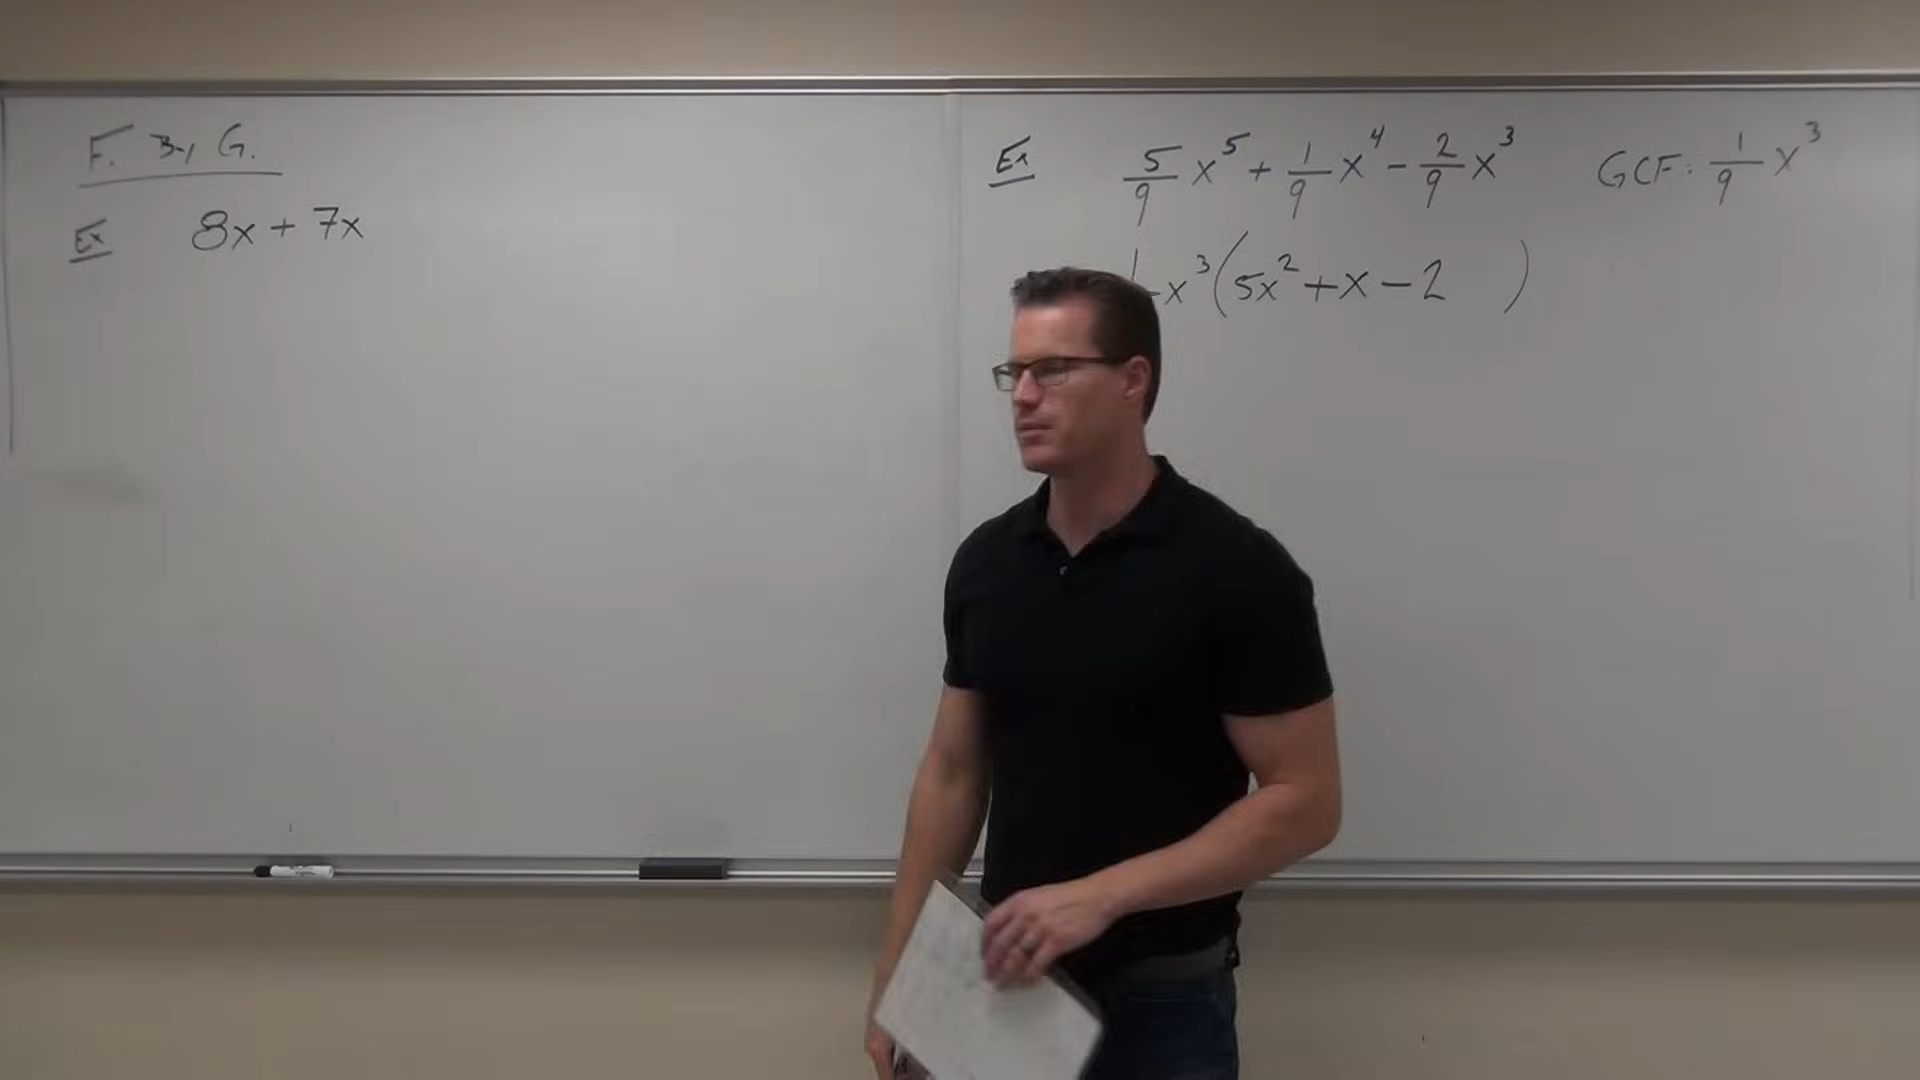 F. By G.
Ex 8x + 7x
Ex 5/9 x^5 + 1/9 x^4 - 2/9 x^3 GCF: 1/9 x^3
x^3(5x^2 + x - 2 )